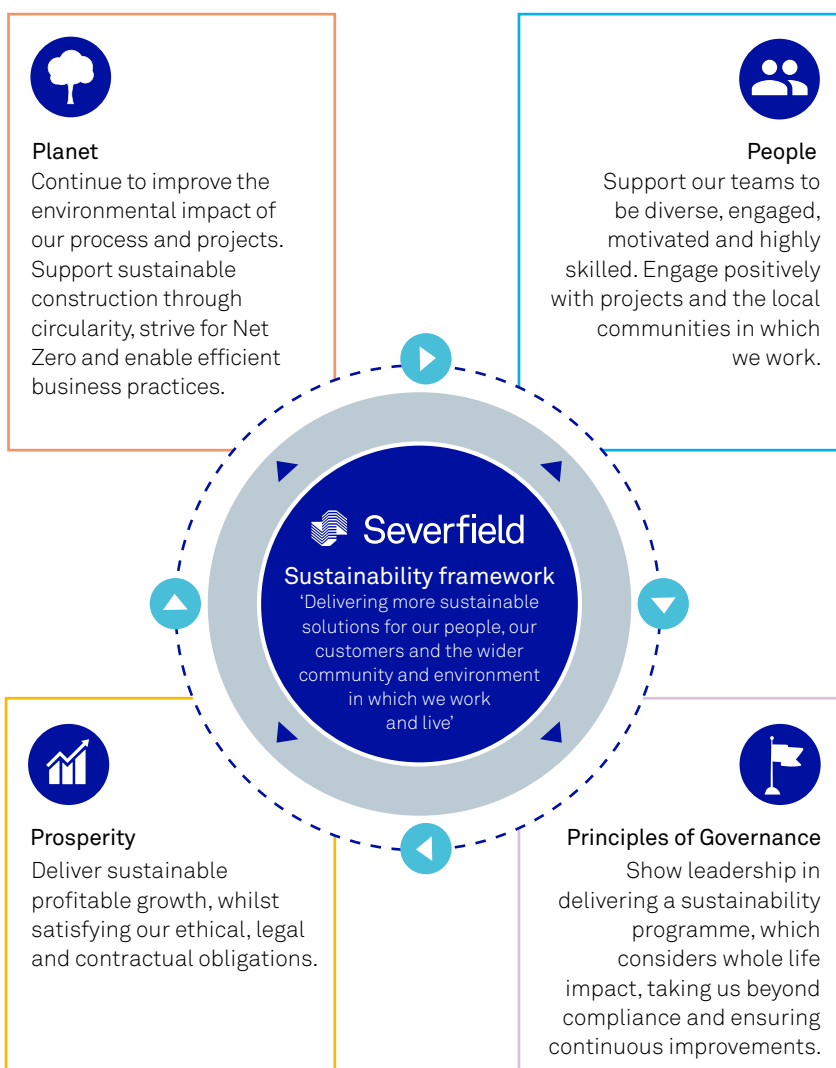 Planet
Continue to improve the
environmental impact of
our process and projects.
Support sustainable
construction through
circularity, strive for Net
Zero and enable efficient
business practices.
People
Support our teams to
be diverse, engaged,
motivated and highly
skilled. Engage positively
with projects and the local
communities in which
we work.
Severfield
Sustainability framework
‘Delivering more sustainable
solutions for our people, our
customers and the wider
community and environment
in which we work
and live’
Prosperity
Deliver sustainable
profitable growth, whilst
satisfying our ethical, legal
and contractual obligations.
Principles of Governance
Show leadership in
delivering a sustainability
programme, which
considers whole life
impact, taking us beyond
compliance and ensuring
continuous improvements.